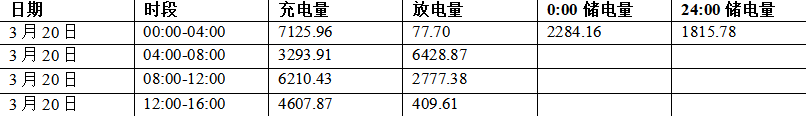 日期 时段 充电量 放电量 0:00 储电量 24:00 储电量
3 月 20 日 00:00-04:00 7125.96 77.70 2284.16 1815.78
3 月 20 日 04:00-08:00 3293.91 6428.87
3 月 20 日 08:00-12:00 6210.43 2777.38
3 月 20 日 12:00-16:00 4607.87 409.61